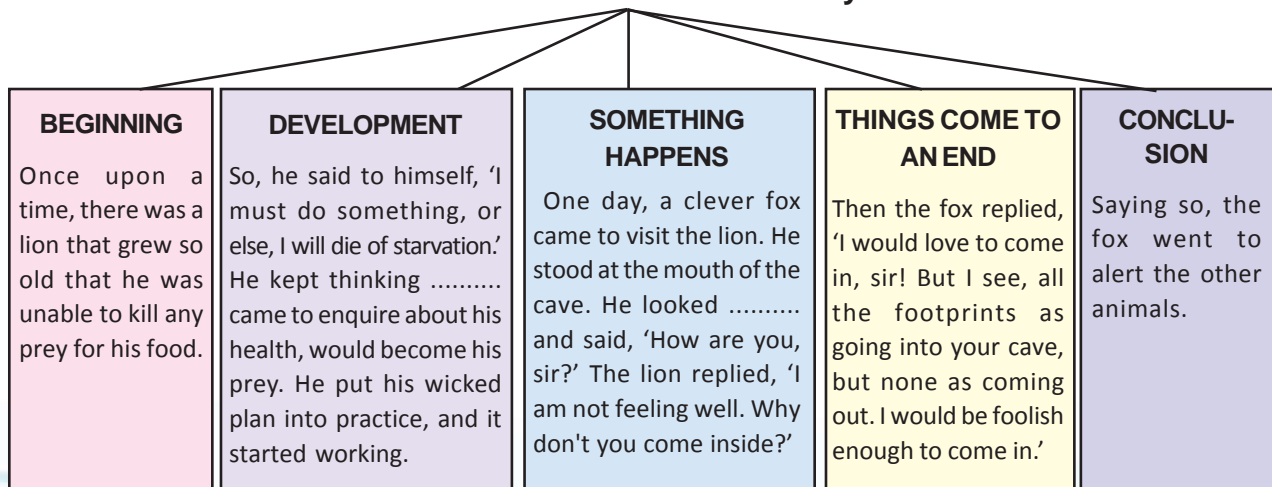 BEGINNING
Once upon a
time, there was a
lion that grew so
old that he was
unable to kill any
prey for his food.
DEVELOPMENT
So, he said to himself, ‘I
must do something, or
else, I will die of starvation.’
He kept thinking ..........
came to enquire about his
health, would become his
prey. He put his wicked
plan into practice, and it
started working.
SOMETHING
HAPPENS
One day, a clever fox
came to visit the lion. He
stood at the mouth of the
cave. He looked ..........
and said, ‘How are you,
sir?’ The lion replied, ‘I
am not feeling well. Why
don't you come inside?’
THINGS COME TO
AN END
Then the fox replied,
‘I would love to come
in, sir! But I see, all
the footprints as
going into your cave,
but none as coming
out. I would be foolish
enough to come in.’
CONCLU-
SION
Saying so, the
fox went to
alert the other
animals.